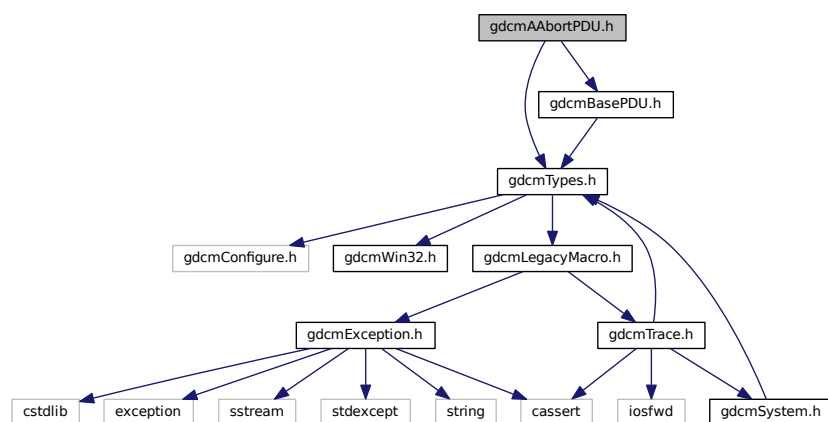 gdcmAAbortPDU.h
gdcmBasePDU.h
gdcmTypes.h
gdcmConfigure.h
gdcmWin32.h
gdcmLegacyMacro.h
gdcmException.h
gdcmTrace.h
cstdlib
exception
sstream
stdexcept
string
cassert
iosfwd
gdcmSystem.h